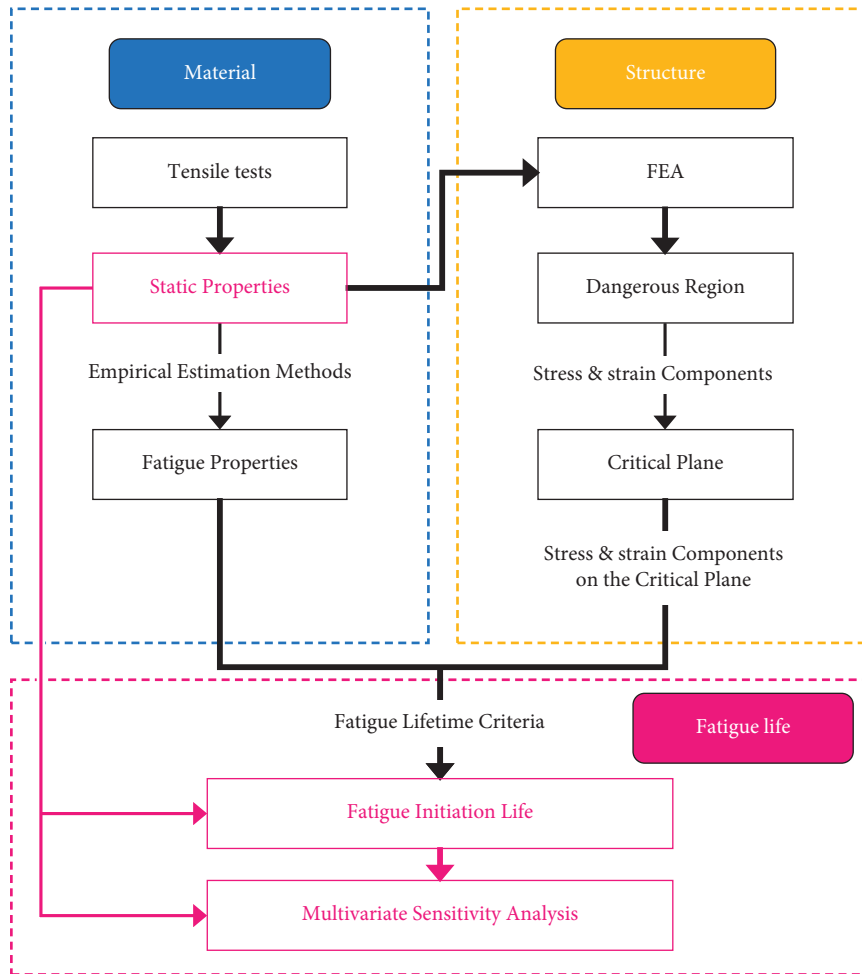 Material
Tensile tests
Static Properties
Empirical Estimation Methods
Fatigue Properties
Structure
FEA
Dangerous Region
Stress & strain Components
Critical Plane
Stress & strain Components
on the Critical Plane
Fatigue life
Fatigue Lifetime Criteria
Fatigue Initiation Life
Multivariate Sensitivity Analysis